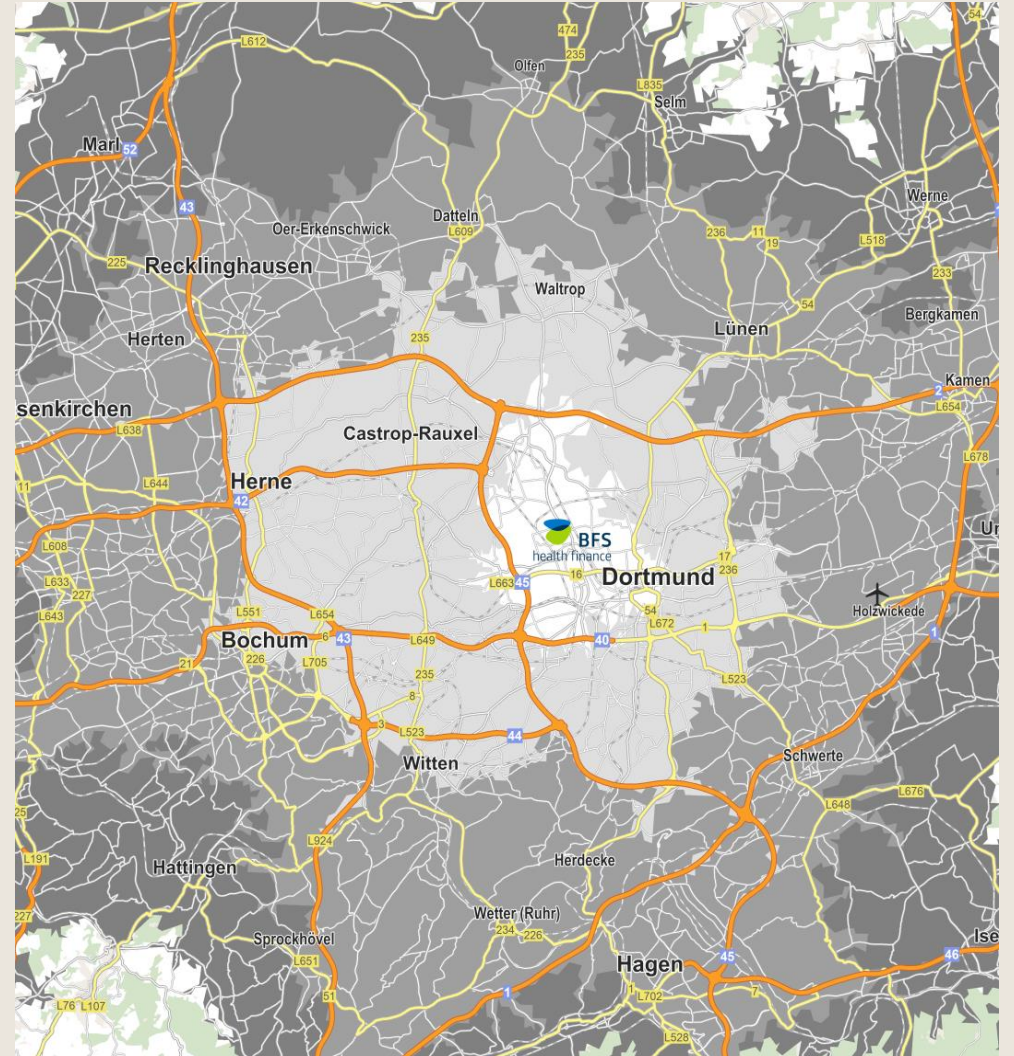 54
474
L612
235
Olfen
L835
Selm
Marl
52
43
Werne
Datteln
Oer-Erkenschwick
L609
236
11
19
L518
225
Recklinghausen
233
Waltrop
54
Bergkamen
Lünen
235
Herten
Kamen
2
senkirchen
L654
L638
Castrop-Rauxel
L678
L644
Herne
11
42
BFS
health finance
L608
17
236
16
Dortmund
L633
227
L663
45
Holzwickede
L643
L551
L654
54
L672
1
1
Bochum
6
43
L649
40
21
226
L705
235
L523
8
3
L523
44
Schwerte
Witten
L676
L648
25
L924
L191
Hattingen
Herdecke
227
Wetter (Ruhr)
234
226
Sprockhövel
Ise
L651
45
46
Hagen
51
1
1
L702
7
L76
L107
L528